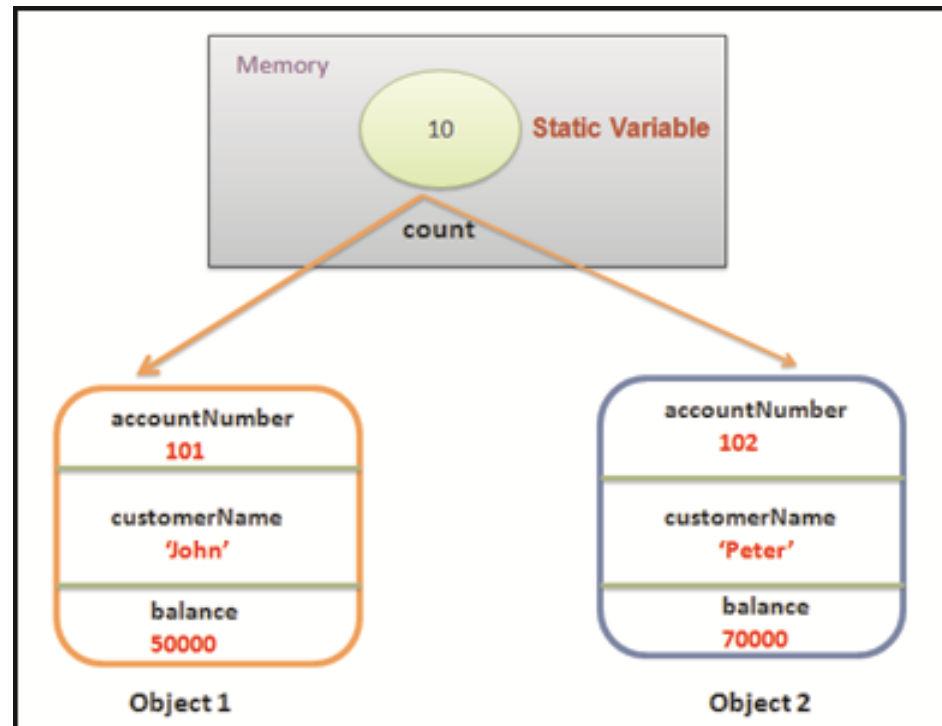 Memory
10
Static Variable
count
accountNumber
101
customerName
‘John’
balance
50000
Object 1
accountNumber
102
customerName
‘Peter’
balance
70000
Object 2